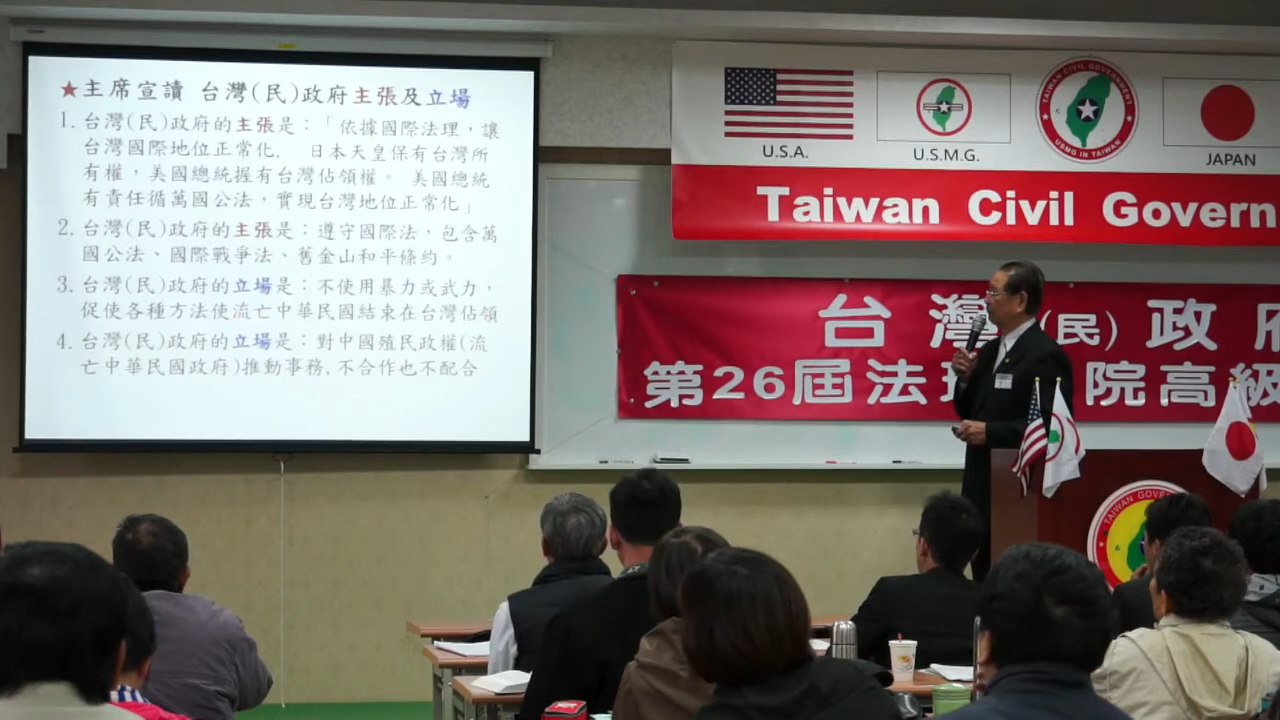 ★主席宣讀 台灣(民)政府主張及立場
1. 台灣(民)政府的主張是：「依據國際法理，讓
台灣國際地位正常化． 日本天皇保有台灣所
有權，美國總統握有台灣佔領權。 美國總統
有責任循萬國公法，實現台灣地位正常化」
2. 台灣(民)政府的主張是：遵守國際法，包含萬
國公法、國際戰爭法、舊金山和平條約。
3. 台灣(民)政府的立場是：不使用暴力或武力，
促使各種方法使流亡中華民國結束在台灣佔領
4. 台灣(民)政府的立場是：對中國殖民政權(流
亡中華民國政府)推動事務,不合作也不配合
U.S.A.
U.S.M.G.
TAIWAN CIVIL GOVERNMENT
USMG IN TAIWAN
JAPAN
Taiwan Civil Govern
台灣(民)政府
第26屆法理 院高級
TAIWAN